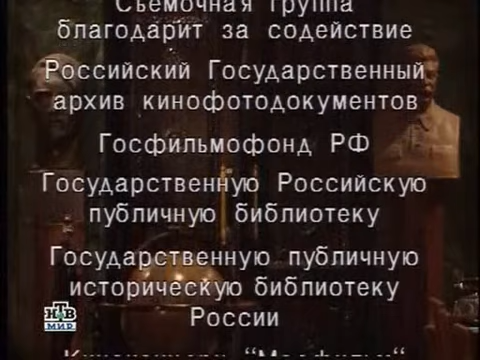 Съёмочная группа
благодарит за содействие
Российский Государственный
архив кинофотодокументов
Госфильмофонд РФ
Государственную Российскую
публичную библиотеку
Государственную публичную
историческую библиотеку
России
НТВ
МИР